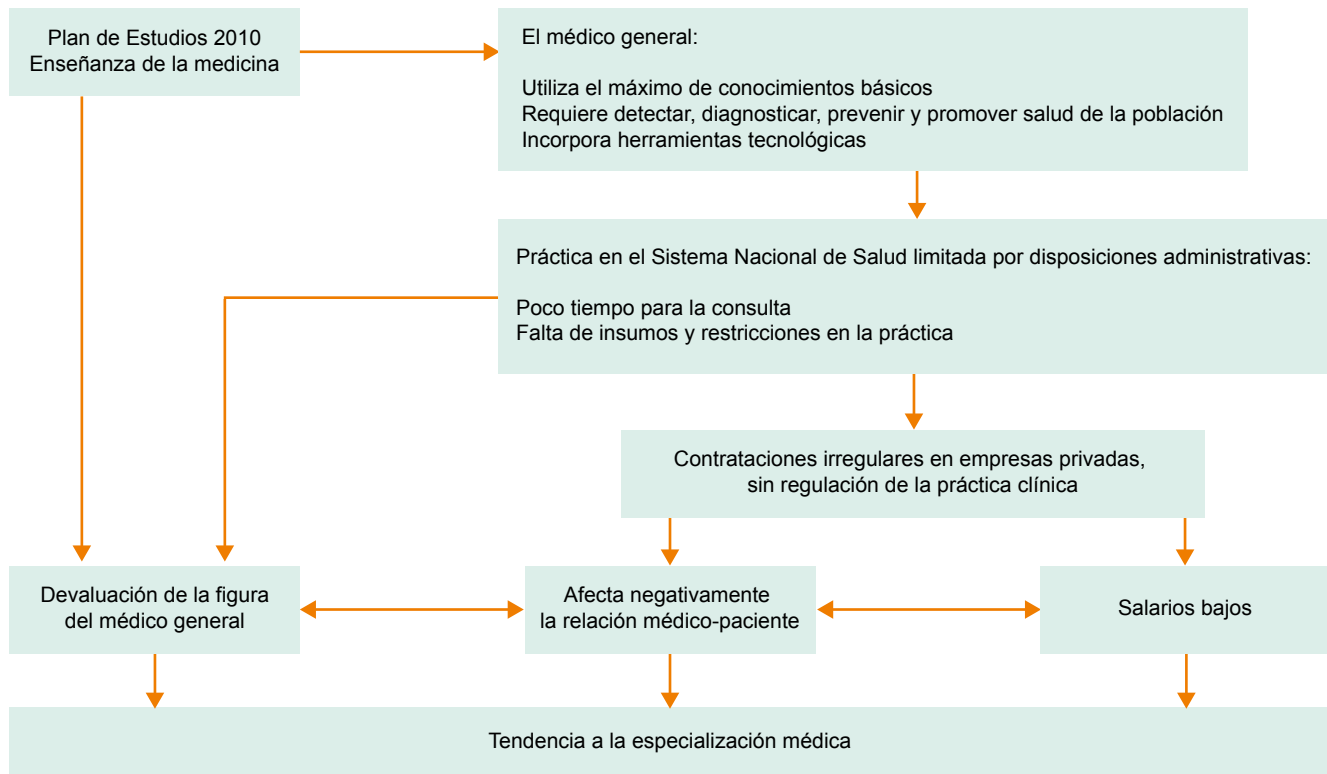 Plan de Estudios 2010
Enseñanza de la medicina
El médico general:
Utiliza el máximo de conocimientos básicos
Requiere detectar, diagnosticar, prevenir y promover salud de la población
Incorpora herramientas tecnológicas
Práctica en el Sistema Nacional de Salud limitada por disposiciones administrativas:
Poco tiempo para la consulta
Falta de insumos y restricciones en la práctica
Contrataciones irregulares en empresas privadas,
sin regulación de la práctica clínica
Devaluación de la figura
del médico general
Afecta negativamente
la relación médico-paciente
Salarios bajos
Tendencia a la especialización médica